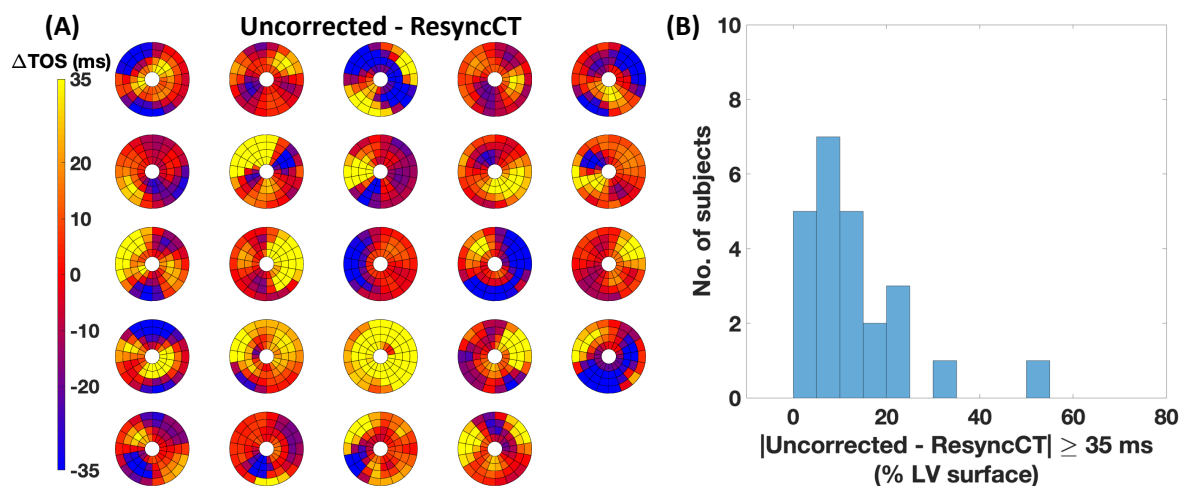 (A)
Uncorrected - ResyncCT
ΔTOS (ms)
35
20
10
0
-10
-20
-35
(B)
No. of subjects
10
8
6
4
2
0
0 20 40 60 80
|Uncorrected - ResyncCT| ≥ 35 ms
(% LV surface)